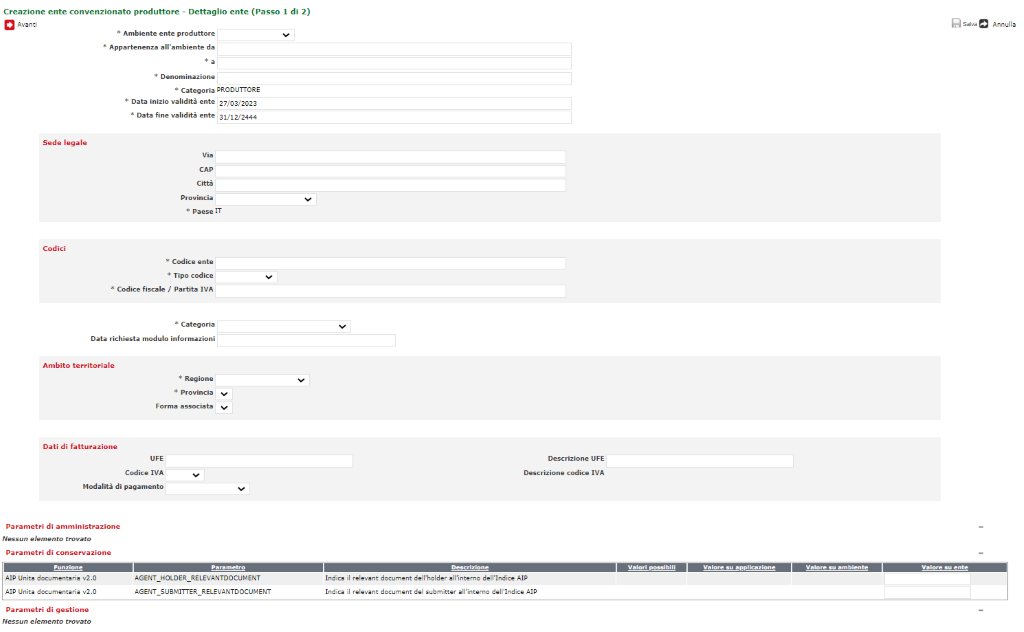 Creazione ente convenzionato produttore - Dettaglio ente (Passo 1 di 2)
Avanti
Salva Annulla
* Ambiente ente produttore
* Appartenenza all'ambiente da
* a
* Denominazione
* Categoria PRODUTTORE
* Data inizio validità ente 27/03/2023
* Data fine validità ente 31/12/2444
Sede legale
Via
CAP
Città
Provincia
* Paese IT
Codici
* Codice ente
* Tipo codice
* Codice fiscale / Partita IVA
* Categoria
Data richiesta modulo informazioni
Ambito territoriale
* Regione
* Provincia
Forma associata
Dati di fatturazione
UFE Descrizione UFE
Codice IVA Descrizione codice IVA
Modalità di pagamento
Parametri di amministrazione −
Nessun elemento trovato
Parametri di conservazione −
Funzione Parametro Descrizione Valori possibili Valore su applicazione Valore su ambiente Valore su ente
AIP Unita documentaria v2.0 AGENT_HOLDER_RELEVANTDOCUMENT Indica il relevant document dell'holder all'interno dell'Indice AIP
AIP Unita documentaria v2.0 AGENT_SUBMITTER_RELEVANTDOCUMENT Indica il relevant document del submitter all'interno dell'Indice AIP
Parametri di gestione −
Nessun elemento trovato